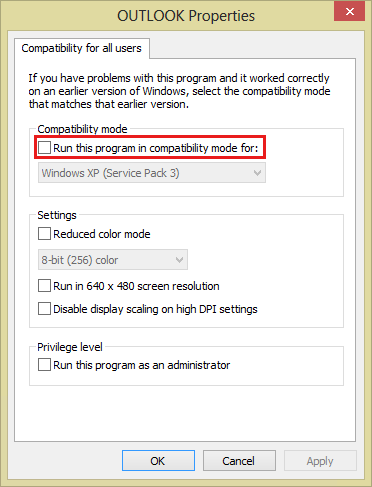 OUTLOOK Properties
Compatibility for all users
If you have problems with this program and it worked correctly
on an earlier version of Windows, select the compatibility mode
that matches that earlier version.
Compatibility mode
Run this program in compatibility mode for:
Windows XP (Service Pack 3)
Settings
Reduced color mode
8-bit (256) color
Run in 640 x 480 screen resolution
Disable display scaling on high DPI settings
Privilege level
Run this program as an administrator
OK Cancel Apply